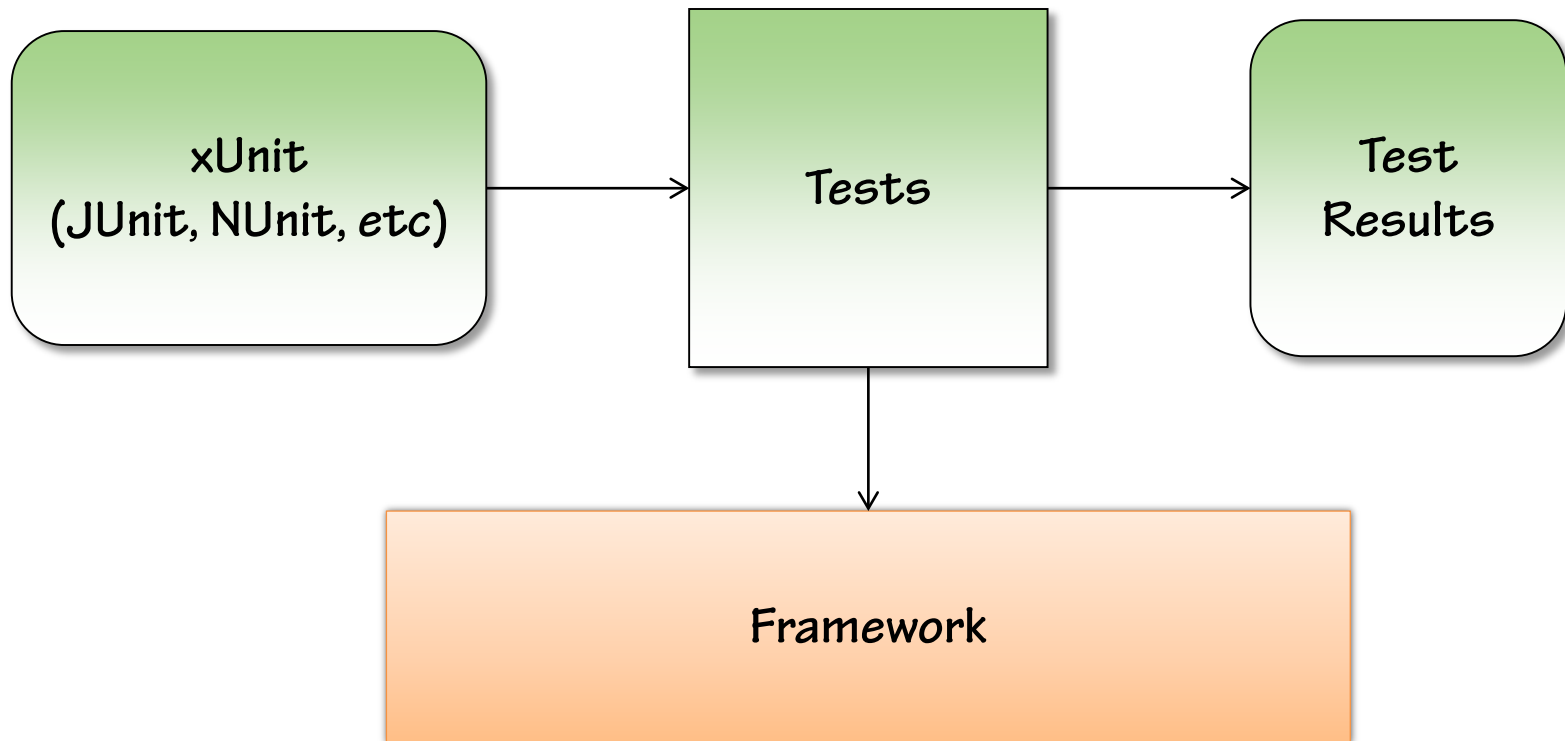 xUnit
(JUnit, NUnit, etc)
Tests
Test
Results
Framework